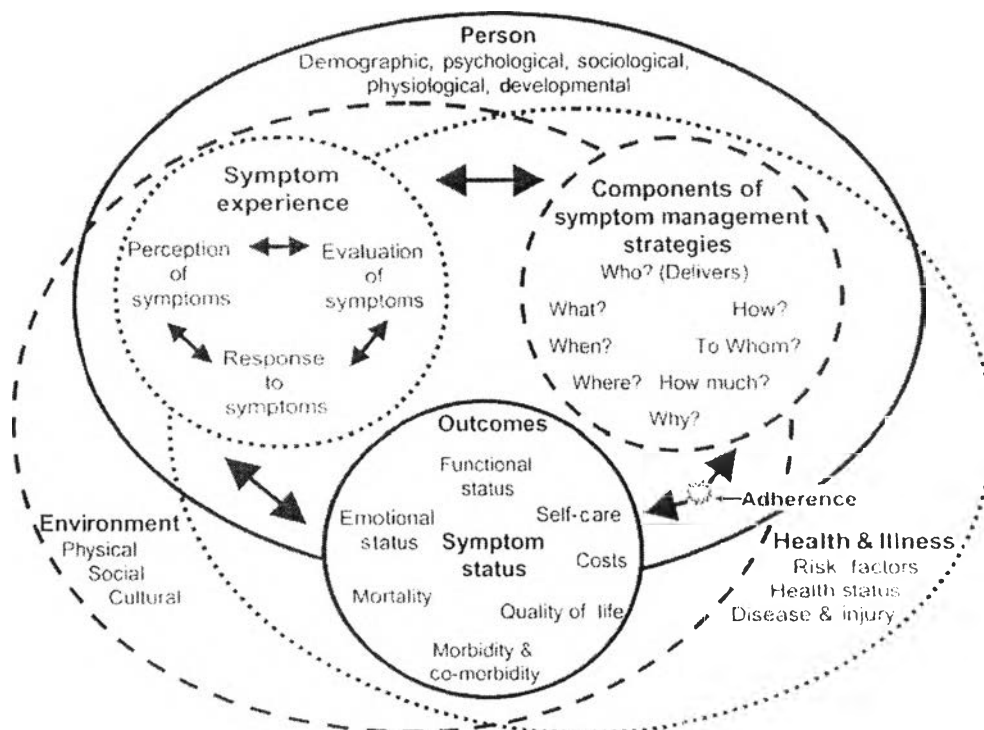 Person
Demographic, psychological, sociological,
physiological, developmental
Symptom
experience
Perception
of
symptoms
Evaluation
of
symptoms
Response
to
symptoms
Components of
symptom management
strategies
Who? (Delivers)
What?
How?
When?
To Whom?
Where?
How much?
Why?
Outcomes
Functional
status
Emotional
status
Self-care
Symptom
status
Costs
Mortality
Quality of life
Morbidity &
co-morbidity
Adherence
Environment
Physical
Social
Cultural
Health & Illness
Risk factors
Health status
Disease & injury